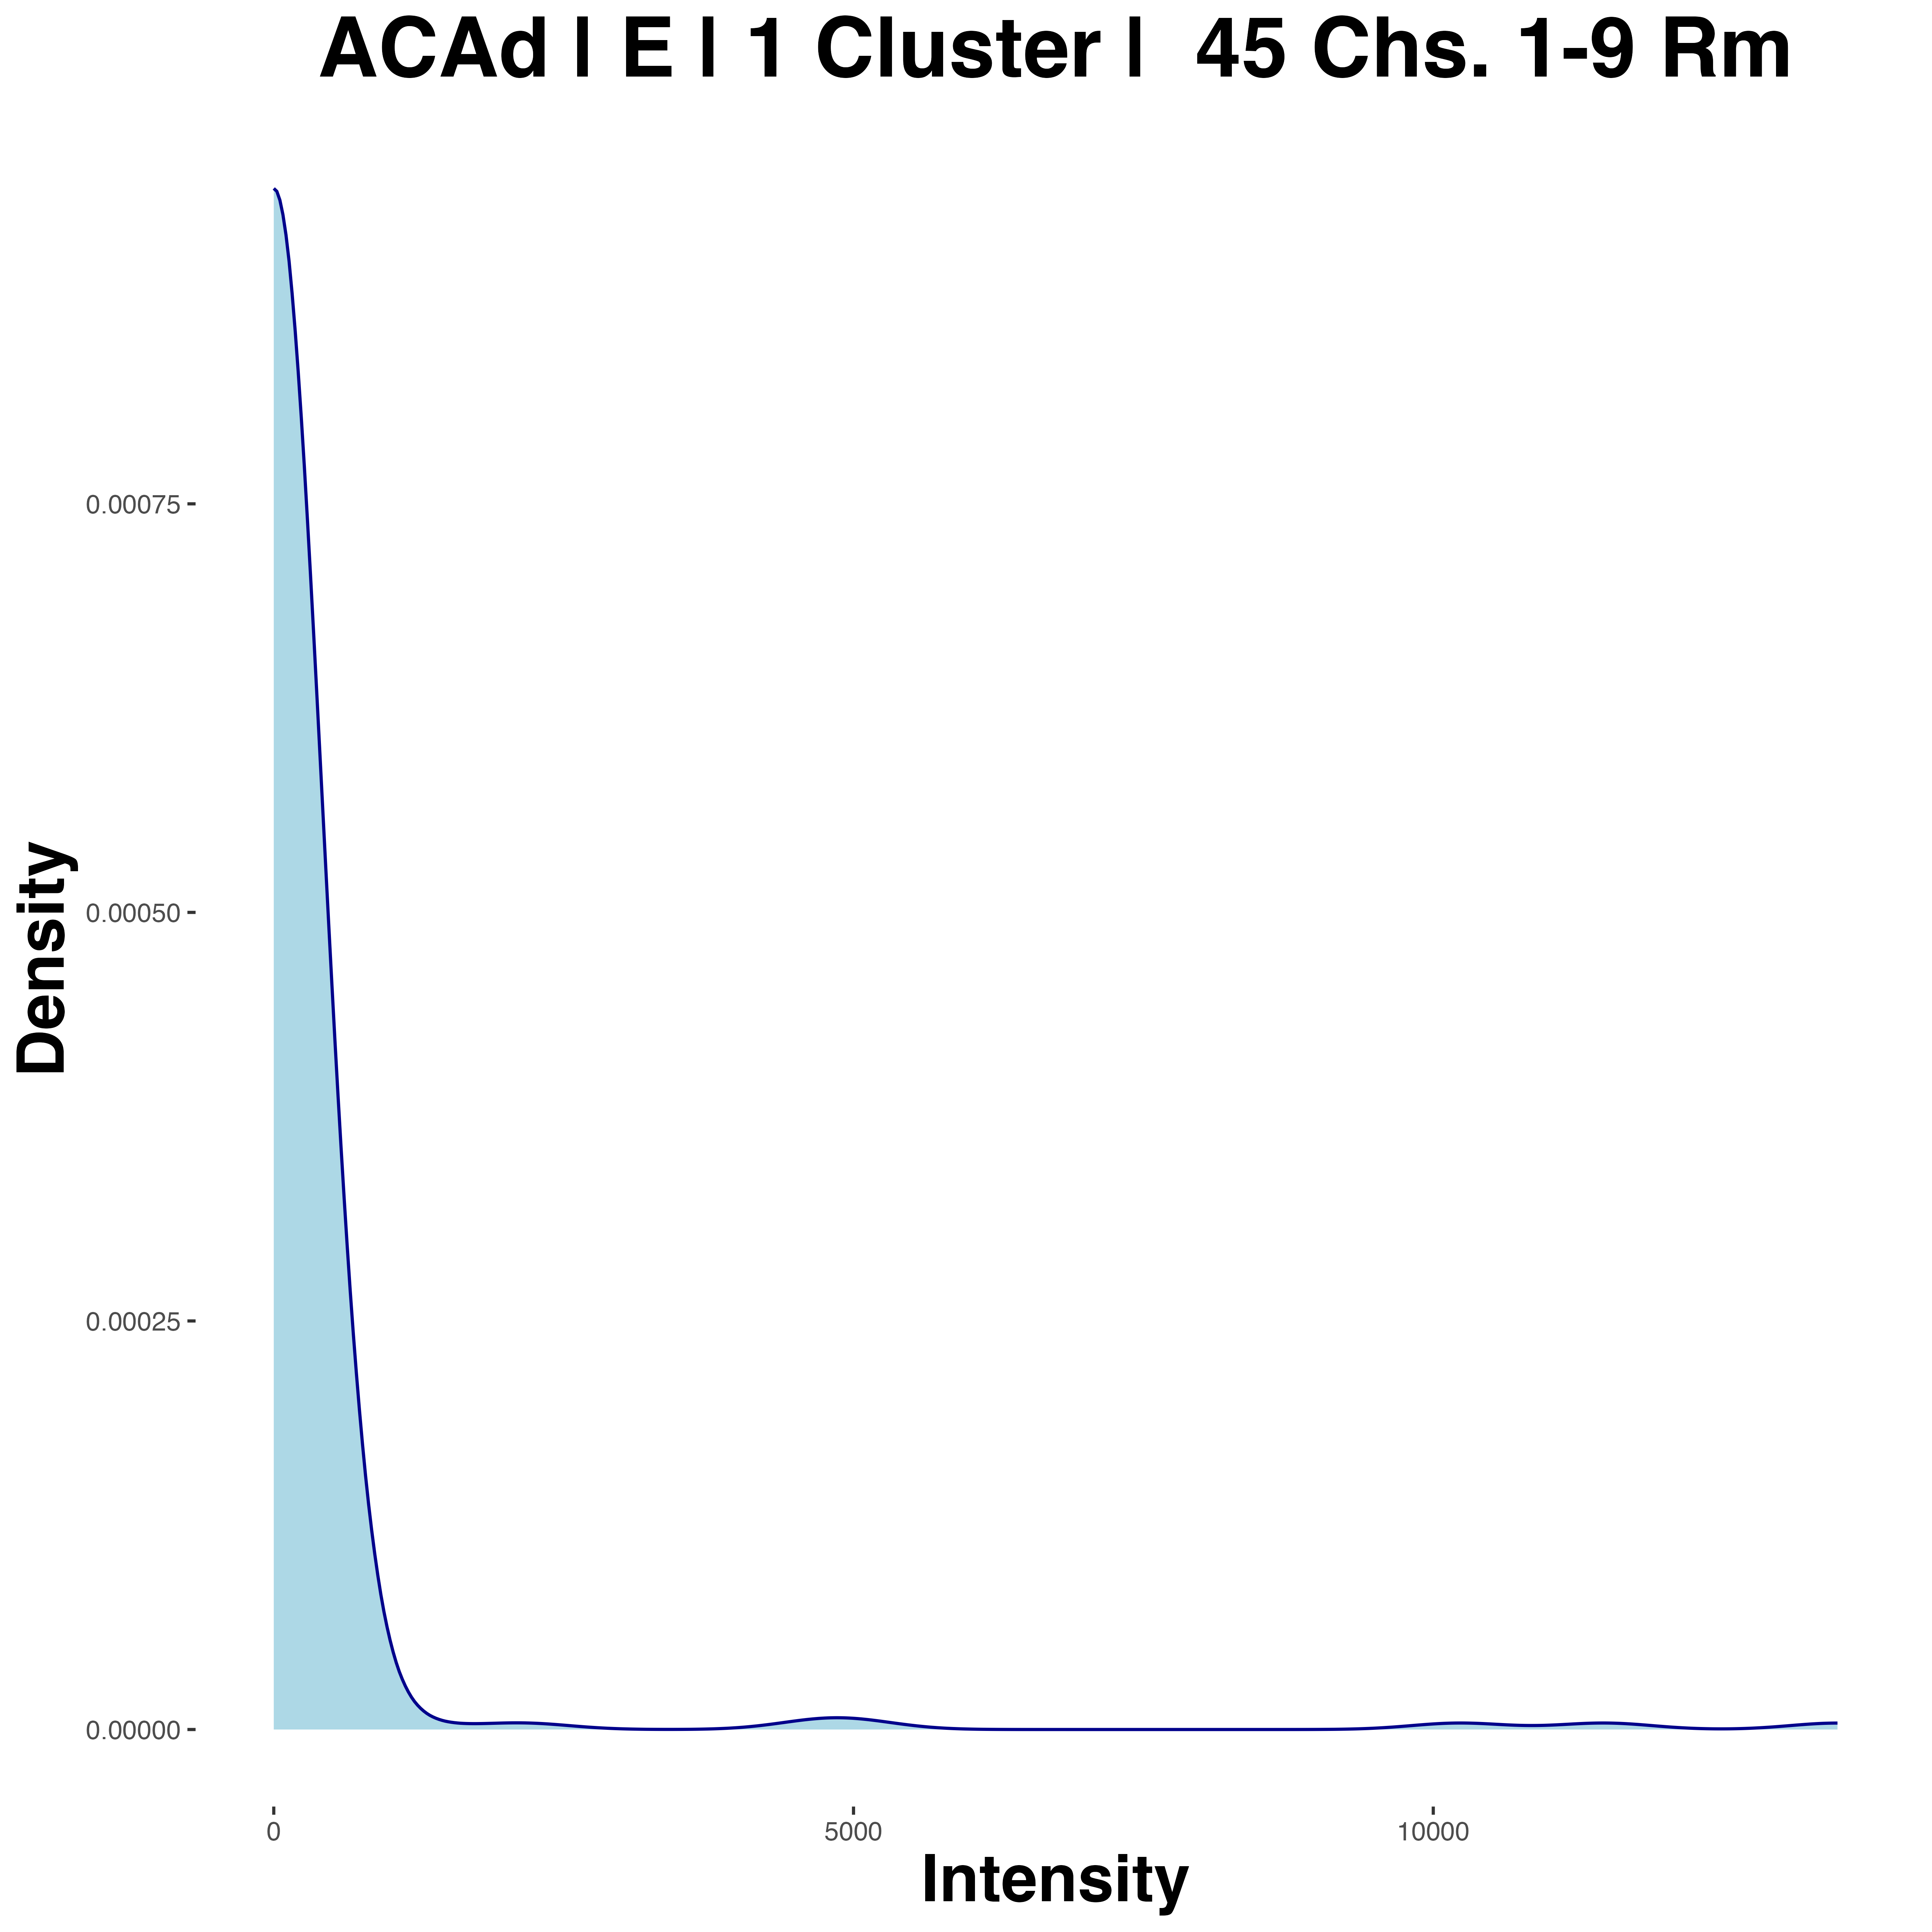 ACAd | E | 1 Cluster |  45 Chs. 1-9 Rm
Density
0.00075
0.00050
0.00025
0.00000
0
5000
10000
Intensity